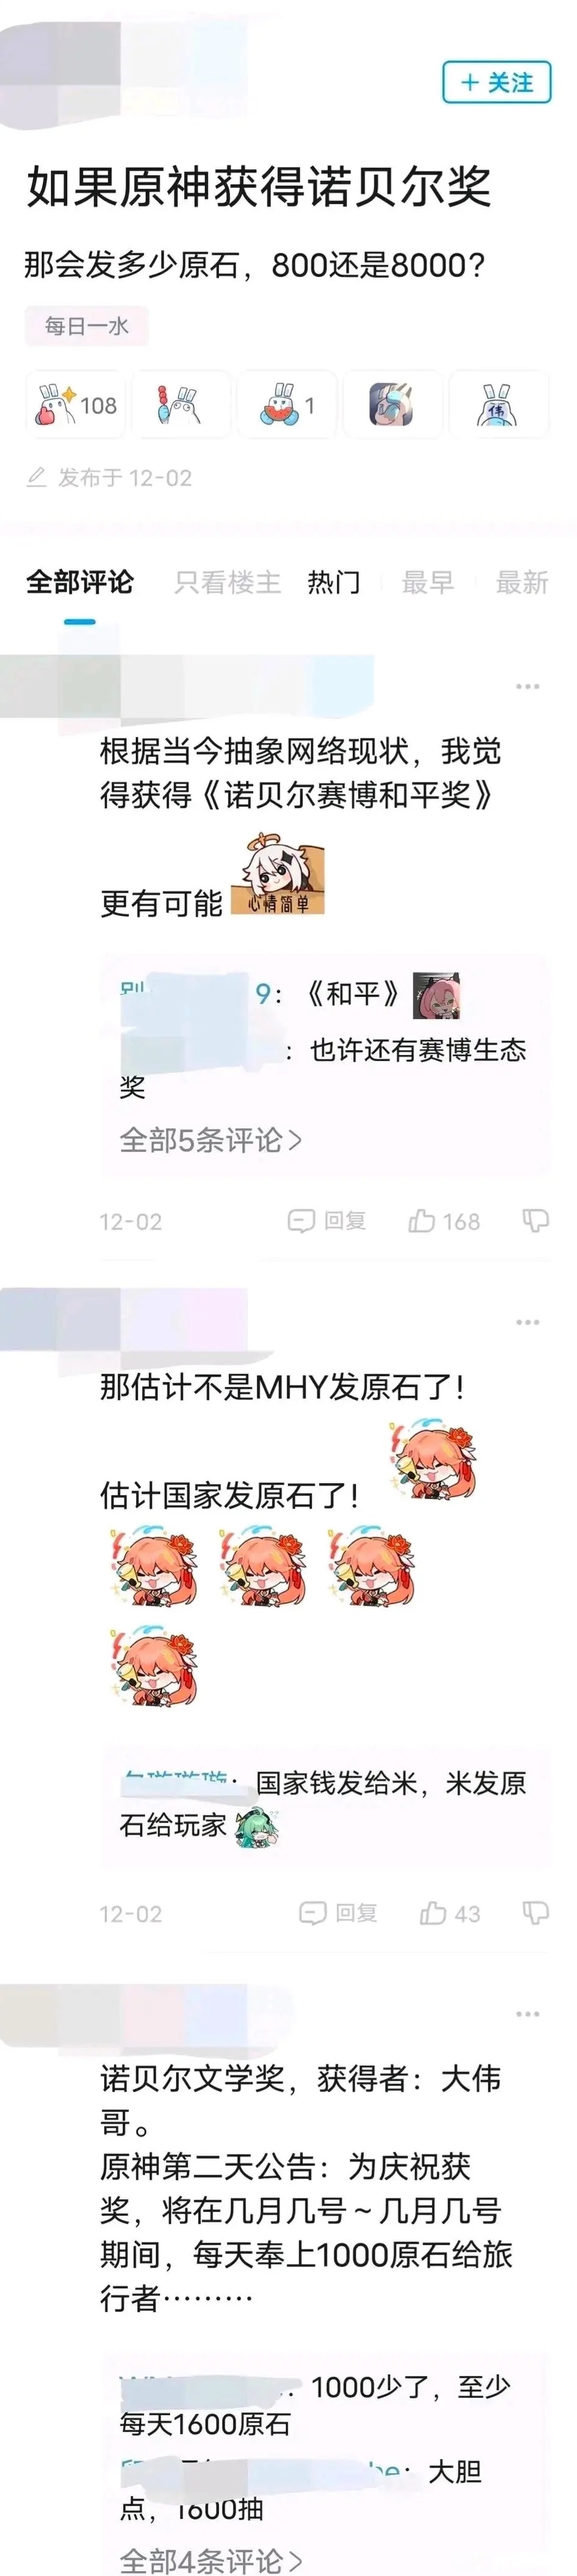 + 关注
如果原神获得诺贝尔奖
那会发多少原石，800还是8000？
每日一水
108
1
伟
发布于 12-02
全部评论 只看楼主 热门 最早 最新
根据当今抽象网络现状，我觉
得获得《诺贝尔赛博和平奖》
更有可能
心情简单
9：《和平》
：也许还有赛博生态
奖
全部5条评论>
12-02 回复 168
那估计不是MHY发原石了！
估计国家发原石了！
：国家钱发给米，米发原
石给玩家
12-02 回复 43
诺贝尔文学奖，获得者：大伟
哥。
原神第二天公告：为庆祝获
奖，将在几月几号～几月几号
期间，每天奉上1000原石给旅
行者………
：1000少了，至少
每天1600原石
he：大胆
点，1600抽
全部4条评论>